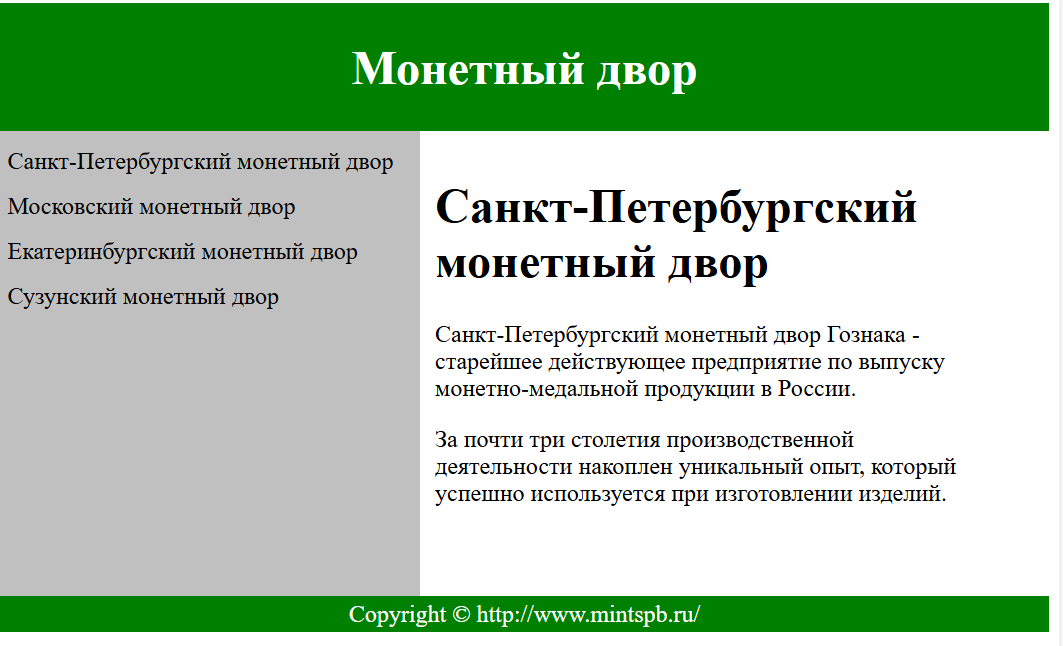 Монетный двор
Санкт-Петербургский монетный двор
Московский монетный двор
Екатеринбургский монетный двор
Сузунский монетный двор
Санкт-Петербургский
монетный двор
Санкт-Петербургский монетный двор Гознака -
старейшее действующее предприятие по выпуску
монетно-медальной продукции в России.
За почти три столетия производственной
деятельности накоплен уникальный опыт, который
успешно используется при изготовлении изделий.
Copyright © http://www.mintspb.ru/